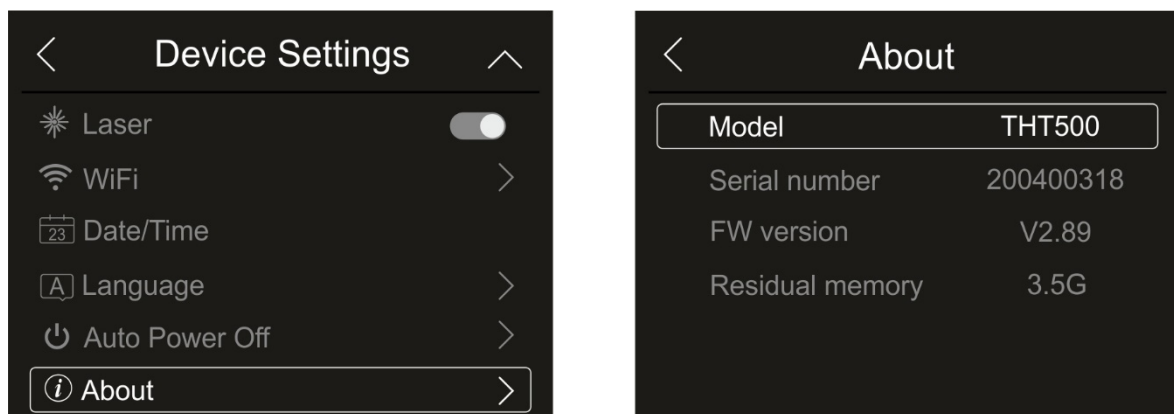 Device Settings
Laser
WiFi
23 Date/Time
A Language
Auto Power Off
i About
About
Model THT500
Serial number 200400318
FW version V2.89
Residual memory 3.5G